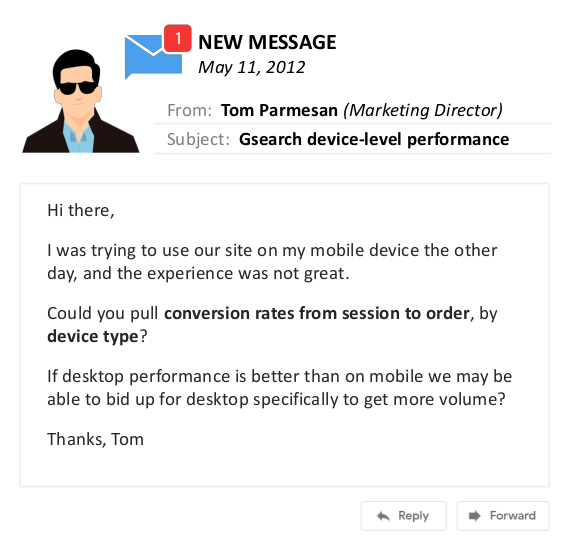 1
NEW MESSAGE
May 11, 2012
From: Tom Parmesan (Marketing Director)
Subject: Gsearch device-level performance
Hi there,
I was trying to use our site on my mobile device the other
day, and the experience was not great.
Could you pull conversion rates from session to order, by
device type?
If desktop performance is better than on mobile we may be
able to bid up for desktop specifically to get more volume?
Thanks, Tom
Reply
Forward